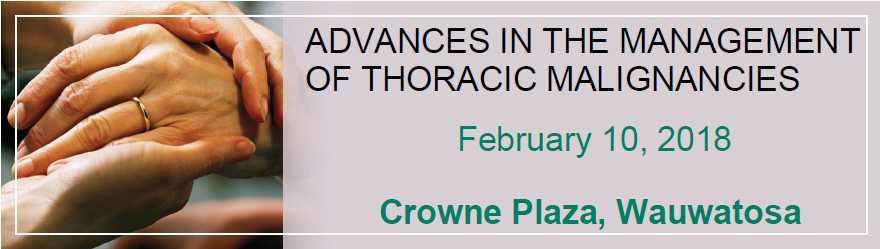 ADVANCES IN THE MANAGEMENT
OF THORACIC MALIGNANCIES
February 10, 2018
Crowne Plaza, Wauwatosa